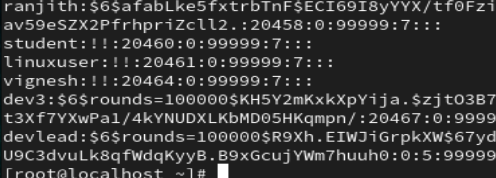 ranjith:$6$afabLke5fxtrbTnF$ECI69I8yYYX/tf0Fzi
av59eSZX2PfrhpriZcll2.:20458:0:99999:7:::
student:!!:20460:0:99999:7:::
linuxuser:!!:20461:0:99999:7:::
vignesh:!!:20464:0:99999:7:::
dev3:$6$rounds=100000$KH5Y2mKxkXpYija.$zjtO3B7
t3Xf7YXwPa1/4kYNUDXLKbMD05HKqmpn/:20467:0:9999
devlead:$6$rounds=100000$R9Xh.EIWJiGrpkXW$67yd
U9C3dvuLk8qfWdqKyyB.B9xGcujYWm7huuh0:0:5:99999
[root@localhost ~]#